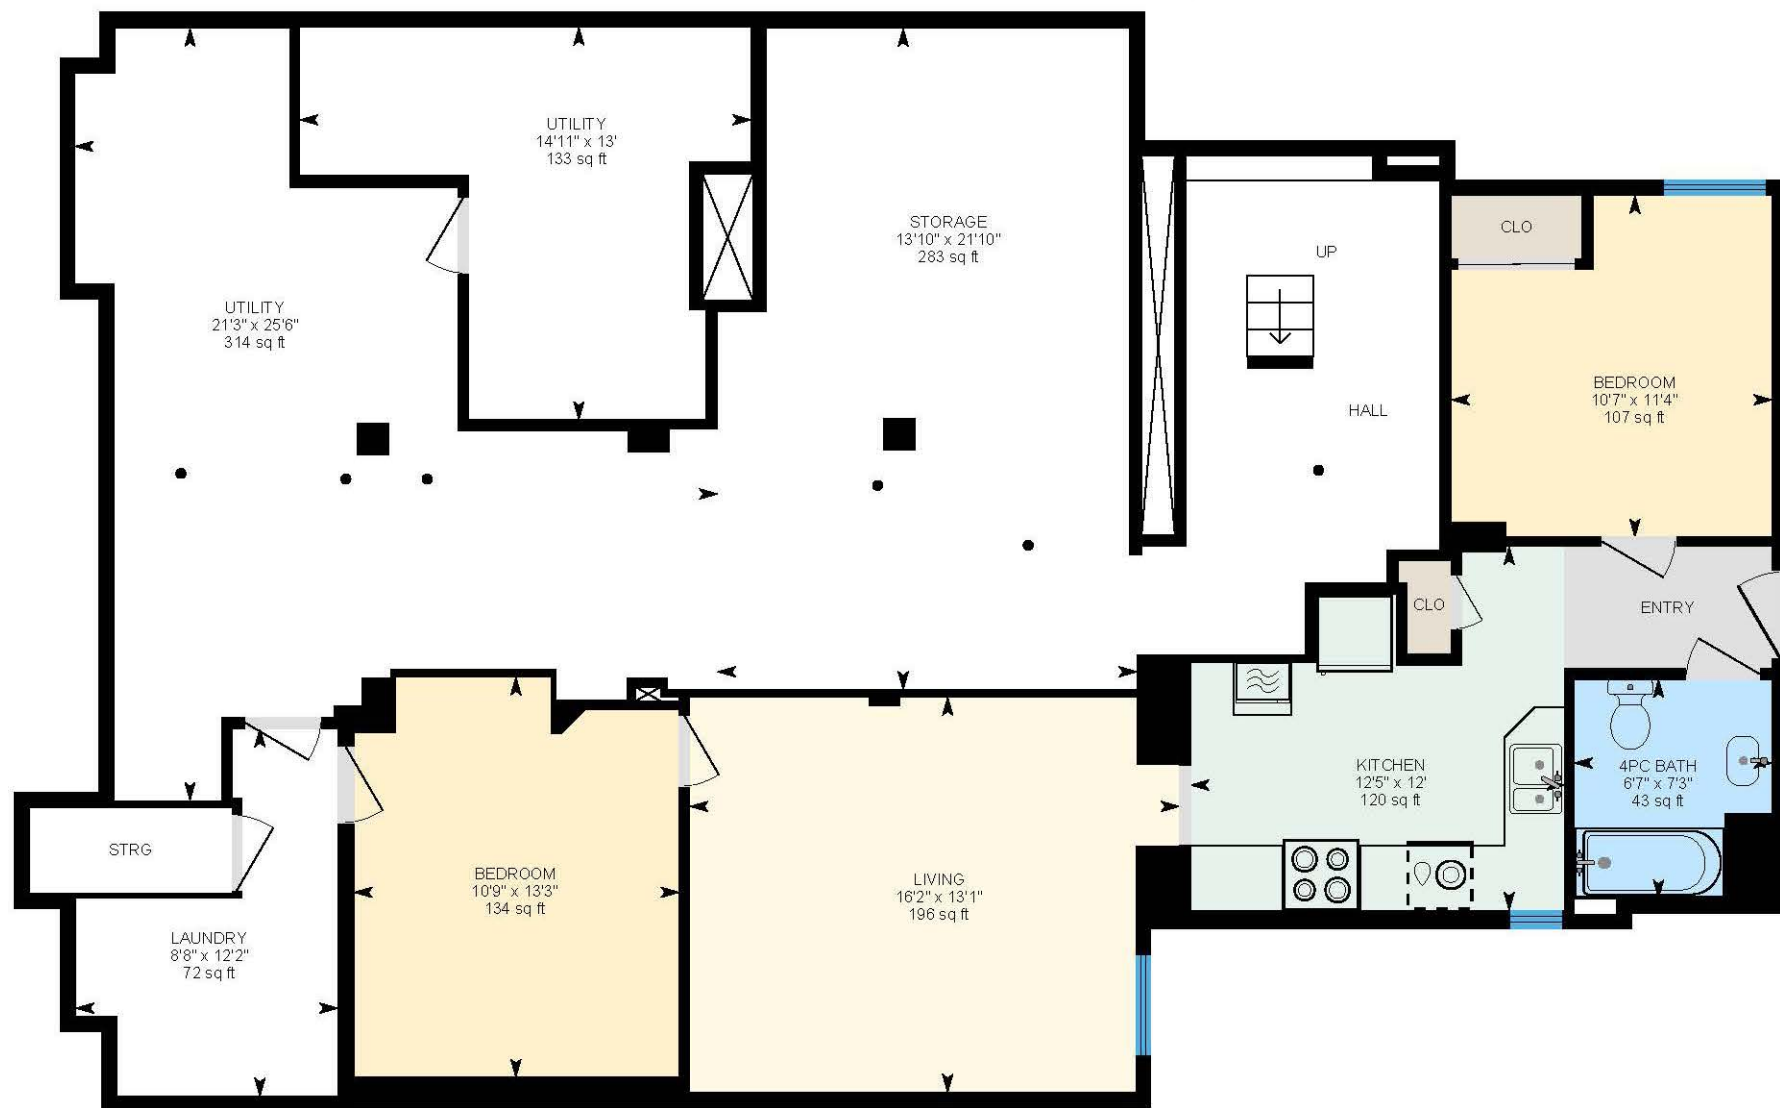 UTILITY
14'11" x 13'
133 sq ft
STORAGE
13'10" x 21'10"
283 sq ft
CLO
UP
UTILITY
21'3" x 25'6"
314 sq ft
BEDROOM
10'7" x 11'4"
107 sq ft
HALL
CLO
ENTRY
KITCHEN
12'5" x 12'
120 sq ft
4PC BATH
6'7" x 7'3"
43 sq ft
STRG
BEDROOM
10'9" x 13'3"
134 sq ft
LIVING
16'2" x 13'1"
196 sq ft
LAUNDRY
8'8" x 12'2"
72 sq ft